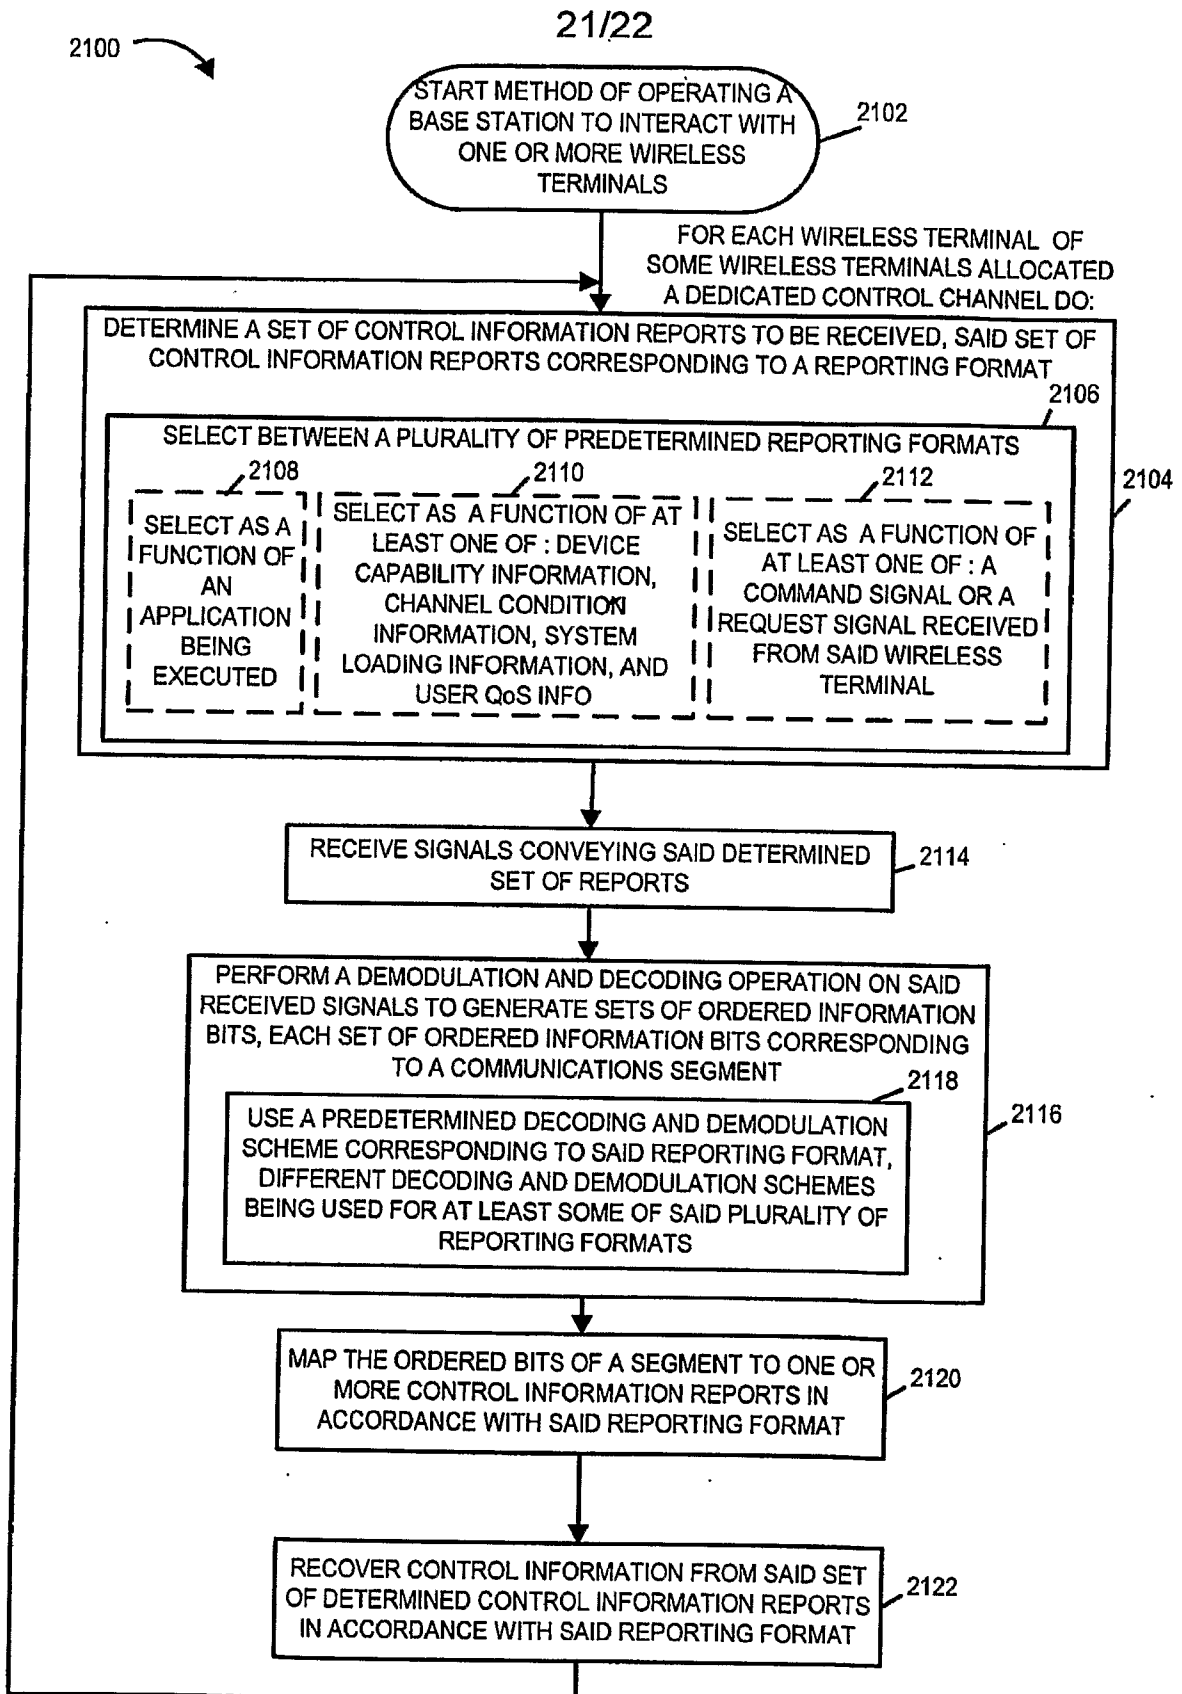 21/22
2100
START METHOD OF OPERATING A
BASE STATION TO INTERACT WITH
ONE OR MORE WIRELESS
TERMINALS
2102
FOR EACH WIRELESS TERMINAL OF
SOME WIRELESS TERMINALS ALLOCATED
A DEDICATED CONTROL CHANNEL DO:
DETERMINE A SET OF CONTROL INFORMATION REPORTS TO BE RECEIVED, SAID SET OF
CONTROL INFORMATION REPORTS CORRESPONDING TO A REPORTING FORMAT
2106
SELECT BETWEEN A PLURALITY OF PREDETERMINED REPORTING FORMATS
2104
2108
SELECT AS A
FUNCTION OF
AN
APPLICATION
BEING
EXECUTED
2110
SELECT AS A FUNCTION OF AT
LEAST ONE OF : DEVICE
CAPABILITY INFORMATION,
CHANNEL CONDITION
INFORMATION, SYSTEM
LOADING INFORMATION, AND
USER QoS INFO
2112
SELECT AS A FUNCTION OF
AT LEAST ONE OF : A
COMMAND SIGNAL OR A
REQUEST SIGNAL RECEIVED
FROM SAID WIRELESS
TERMINAL
RECEIVE SIGNALS CONVEYING SAID DETERMINED
SET OF REPORTS
2114
PERFORM A DEMODULATION AND DECODING OPERATION ON SAID
RECEIVED SIGNALS TO GENERATE SETS OF ORDERED INFORMATION
BITS, EACH SET OF ORDERED INFORMATION BITS CORRESPONDING
TO A COMMUNICATIONS SEGMENT
2118
2116
USE A PREDETERMINED DECODING AND DEMODULATION
SCHEME CORRESPONDING TO SAID REPORTING FORMAT,
DIFFERENT DECODING AND DEMODULATION SCHEMES
BEING USED FOR AT LEAST SOME OF SAID PLURALITY OF
REPORTING FORMATS
MAP THE ORDERED BITS OF A SEGMENT TO ONE OR
MORE CONTROL INFORMATION REPORTS IN
ACCORDANCE WITH SAID REPORTING FORMAT
2120
RECOVER CONTROL INFORMATION FROM SAID SET
OF DETERMINED CONTROL INFORMATION REPORTS
IN ACCORDANCE WITH SAID REPORTING FORMAT
2122